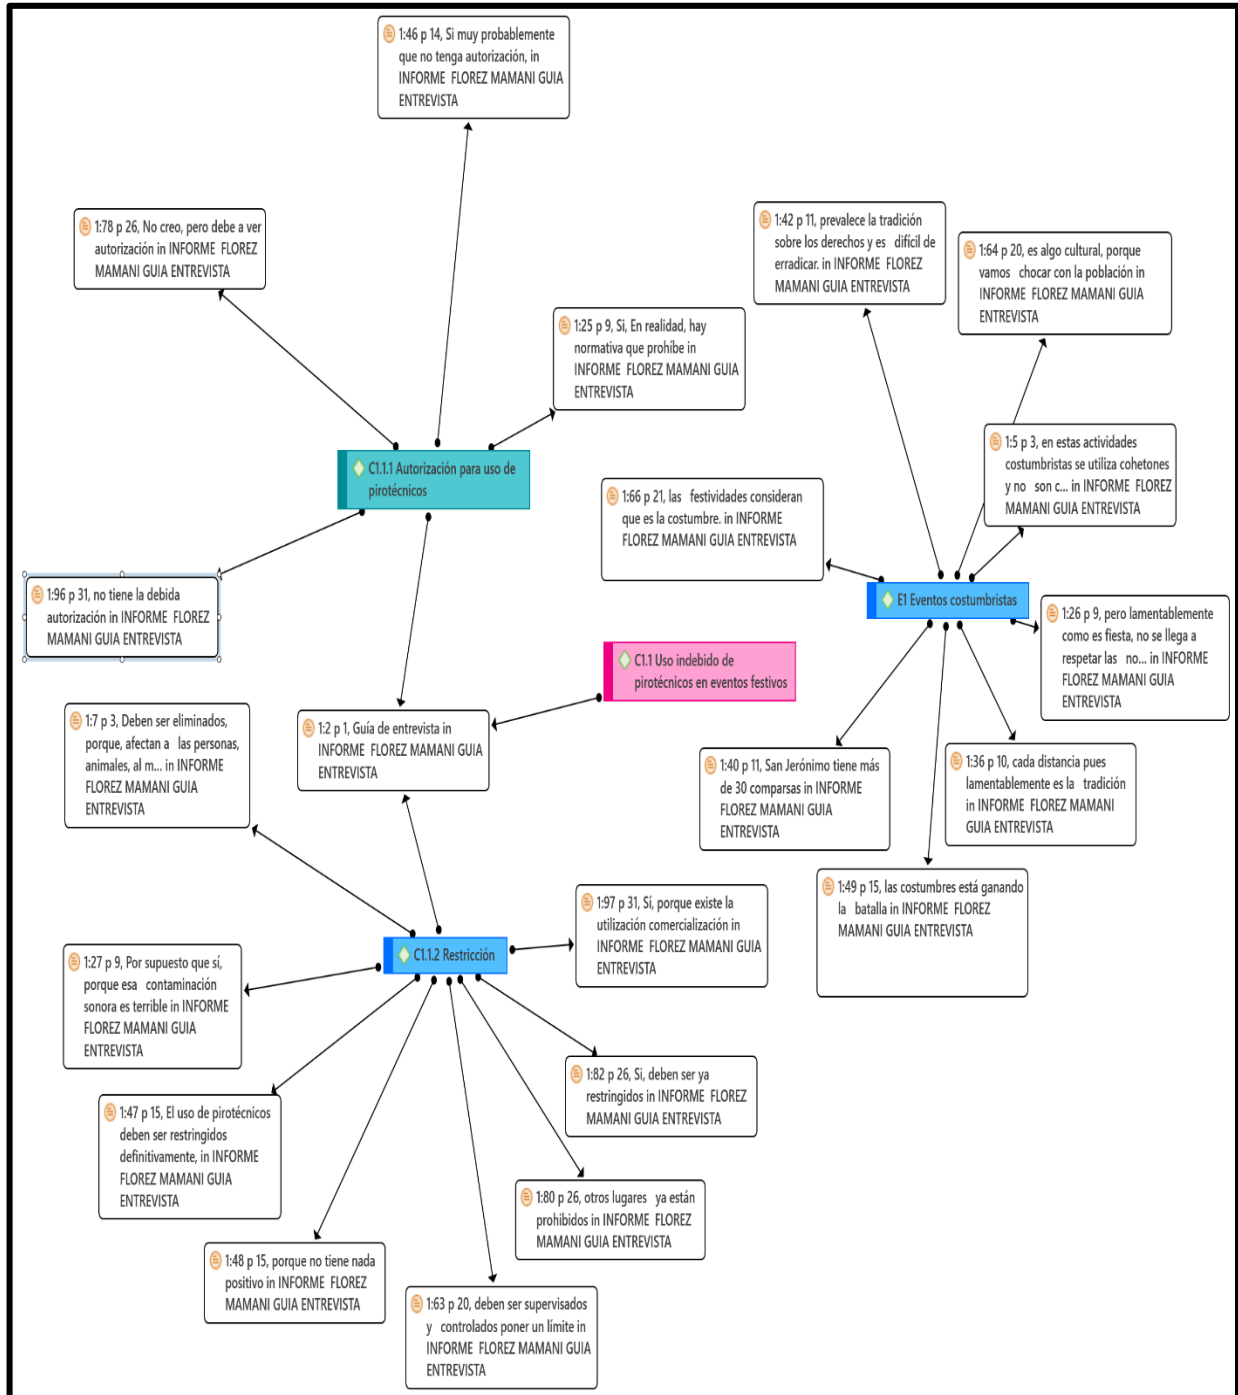 1:46 p 14, Si muy probablemente
que no tenga autorización, in
INFORME FLOREZ MAMANI GUIA
ENTREVISTA
1:78 p 26, No creo, pero debe a ver
autorización in INFORME FLOREZ
MAMANI GUIA ENTREVISTA
1:42 p 11, prevalece la tradición
sobre los derechos y es difícil de
erradicar. in INFORME FLOREZ
MAMANI GUIA ENTREVISTA
1:64 p 20, es algo cultural, porque
vamos chocar con la población in
INFORME FLOREZ MAMANI GUIA
ENTREVISTA
1:25 p 9, Si, En realidad, hay
normativa que prohíbe in
INFORME FLOREZ MAMANI GUIA
ENTREVISTA
1:5 p 3, en estas actividades
costumbristas se utiliza cohetones
y no son c... in INFORME FLOREZ
MAMANI GUIA ENTREVISTA
C1.1.1 Autorización para uso de
pirotécnicos
1:66 p 21, las festividades consideran
que es la costumbre. in INFORME
FLOREZ MAMANI GUIA ENTREVISTA
1:96 p 31, no tiene la debida
autorización in INFORME FLOREZ
MAMANI GUIA ENTREVISTA
E1 Eventos costumbristas
1:26 p 9, pero lamentablemente
como es fiesta, no se llega a
respetar las no... in INFORME
FLOREZ MAMANI GUIA
ENTREVISTA
C1.1 Uso indebido de
pirotécnicos en eventos festivos
1:7 p 3, Deben ser eliminados,
porque, afectan a las personas,
animales, al m... in INFORME
FLOREZ MAMANI GUIA
ENTREVISTA
1:2 p 1, Guía de entrevista in
INFORME FLOREZ MAMANI GUIA
ENTREVISTA
1:40 p 11, San Jerónimo tiene más
de 30 comparsas in INFORME
FLOREZ MAMANI GUIA
ENTREVISTA
1:36 p 10, cada distancia pues
lamentablemente es la tradición
in INFORME FLOREZ MAMANI
GUIA ENTREVISTA
1:49 p 15, las costumbres está ganando
la batalla in INFORME FLOREZ
MAMANI GUIA ENTREVISTA
1:97 p 31, Sí, porque existe la
utilización comercialización in
INFORME FLOREZ MAMANI GUIA
ENTREVISTA
C1.1.2 Restricción
1:27 p 9, Por supuesto que sí,
porque esa contaminación
sonora es terrible in INFORME
FLOREZ MAMANI GUIA
ENTREVISTA
1:82 p 26, Si, deben ser ya
restringidos in INFORME FLOREZ
MAMANI GUIA ENTREVISTA
1:47 p 15, El uso de pirotécnicos
deben ser restringidos
definitivamente, in INFORME
FLOREZ MAMANI GUIA
ENTREVISTA
1:80 p 26, otros lugares ya están
prohibidos in INFORME FLOREZ
MAMANI GUIA ENTREVISTA
1:48 p 15, porque no tiene nada
positivo in INFORME FLOREZ
MAMANI GUIA ENTREVISTA
1:63 p 20, deben ser supervisados
y controlados poner un límite in
INFORME FLOREZ MAMANI GUIA
ENTREVISTA